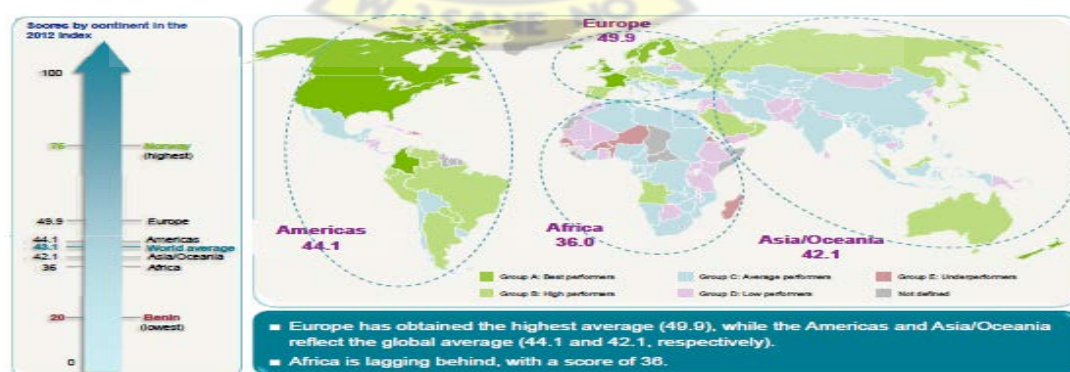 W J SANE NO
Scores by continent in the
2012 Index
100
75
Norway
(highest)
49.9
Europe
44.1
Americas
43.1
World average
42.1
Asia/Oceania
36
Africa
20
Benin
(lowest)
0
Europe
49.9
Americas
44.1
Africa
36.0
Asia/Oceania
42.1
Group A: Best performers
Group C: Average performers
Group E: Underperformers
Group B: High performers
Group D: Low performers
Not defined
■ Europe has obtained the highest average (49.9), while the Americas and Asia/Oceania
reflect the global average (44.1 and 42.1, respectively).
■ Africa is lagging behind, with a score of 36.